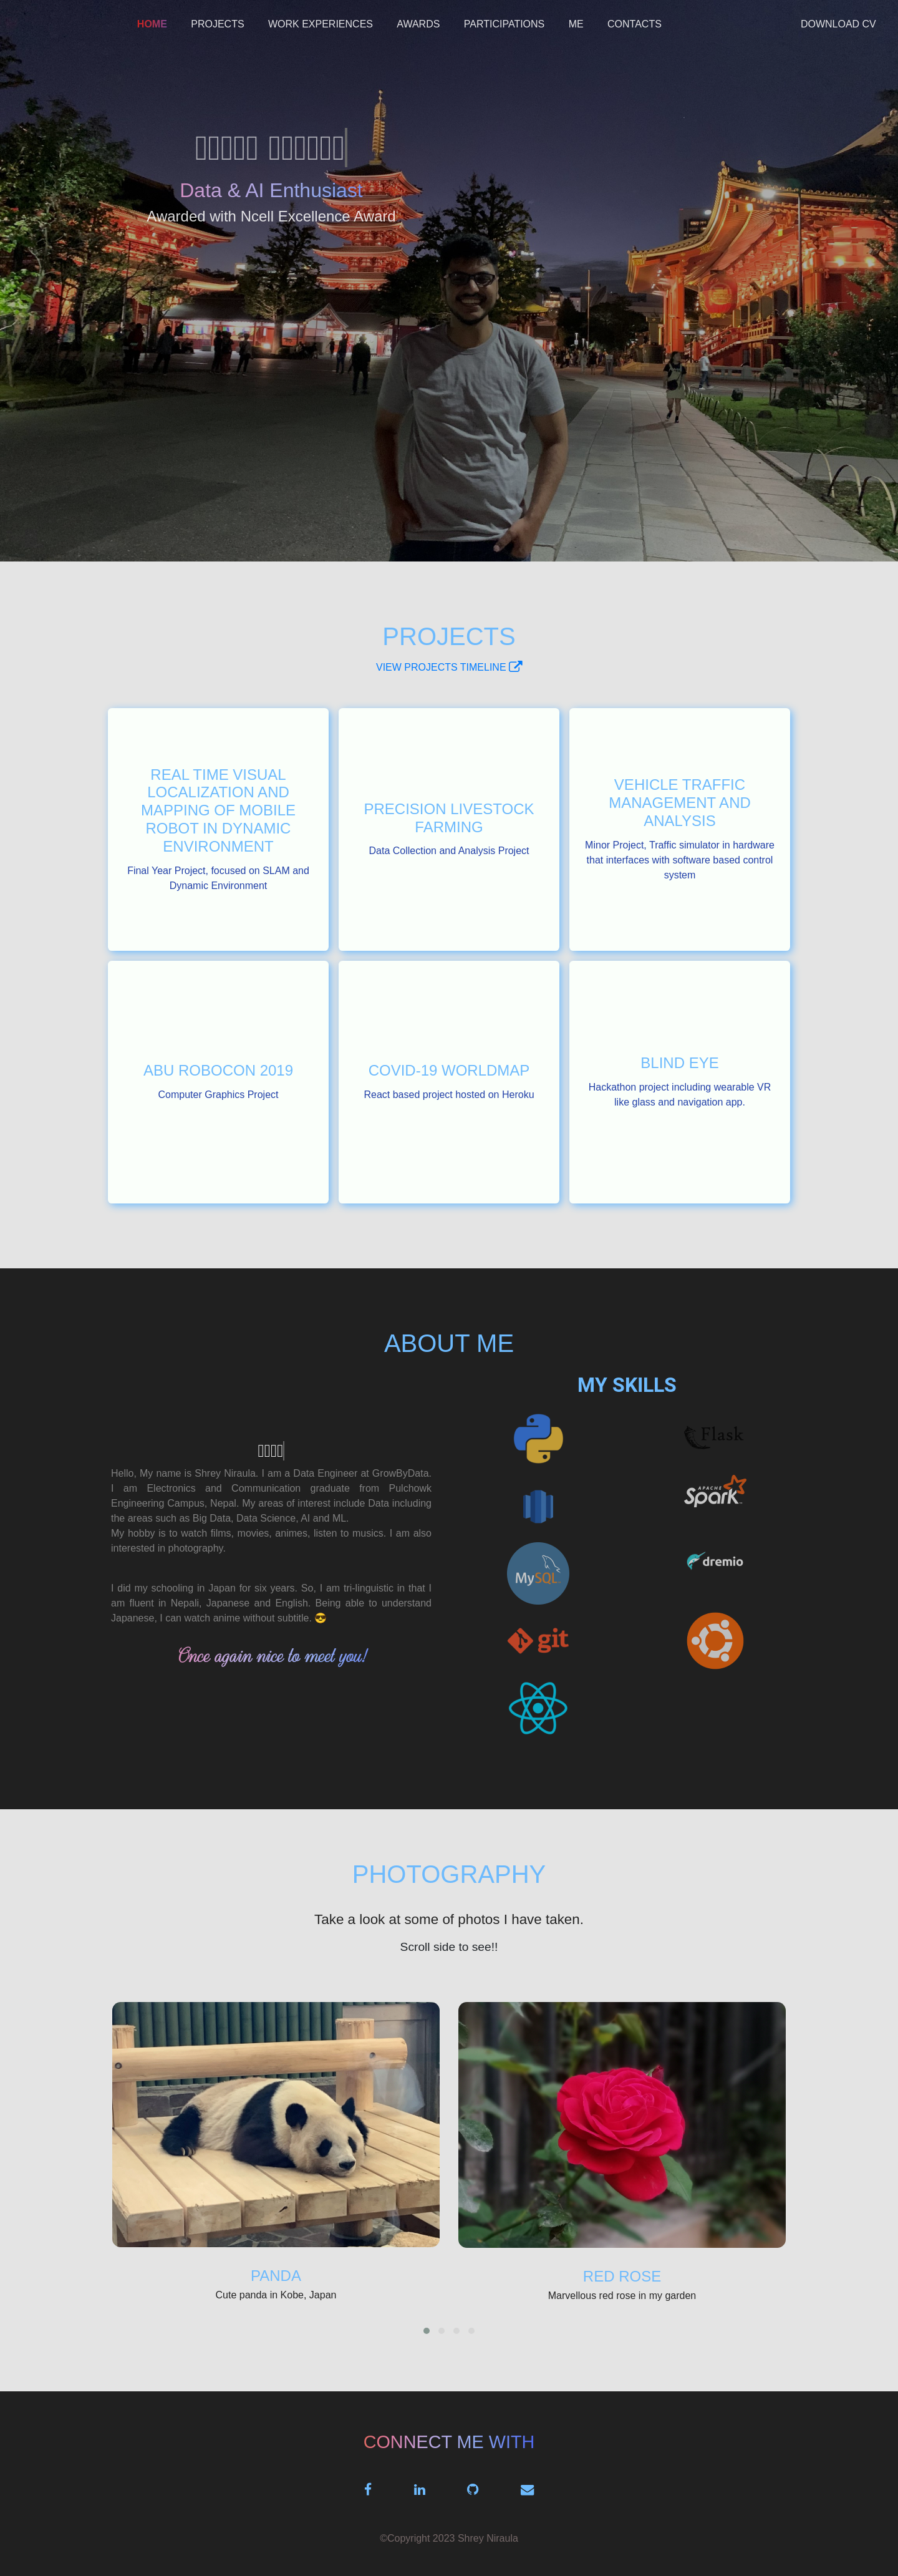 HOME PROJECTS WORK EXPERIENCES AWARDS PARTICIPATIONS ME CONTACTS DOWNLOAD CV
Data & AI Enthusiast
Awarded with Ncell Excellence Award
PROJECTS
VIEW PROJECTS TIMELINE
REAL TIME VISUAL
LOCALIZATION AND
MAPPING OF MOBILE
ROBOT IN DYNAMIC
ENVIRONMENT
Final Year Project, focused on SLAM and
Dynamic Environment
PRECISION LIVESTOCK
FARMING
Data Collection and Analysis Project
VEHICLE TRAFFIC
MANAGEMENT AND
ANALYSIS
Minor Project, Traffic simulator in hardware
that interfaces with software based control
system
ABU ROBOCON 2019
Computer Graphics Project
COVID-19 WORLDMAP
React based project hosted on Heroku
BLIND EYE
Hackathon project including wearable VR
like glass and navigation app.
ABOUT ME
Hello, My name is Shrey Niraula. I am a Data Engineer at GrowByData.
I am Electronics and Communication graduate from Pulchowk
Engineering Campus, Nepal. My areas of interest include Data including
the areas such as Big Data, Data Science, AI and ML.
My hobby is to watch films, movies, animes, listen to musics. I am also
interested in photography.
I did my schooling in Japan for six years. So, I am tri-linguistic in that I
am fluent in Nepali, Japanese and English. Being able to understand
Japanese, I can watch anime without subtitle. 😎
Once again nice to meet you!
MY SKILLS
Flask
APACHE
Spark
MySQL
dremio
git
PHOTOGRAPHY
Take a look at some of photos I have taken.
Scroll side to see!!
PANDA
Cute panda in Kobe, Japan
RED ROSE
Marvellous red rose in my garden
CONNECT ME WITH
©Copyright 2023 Shrey Niraula